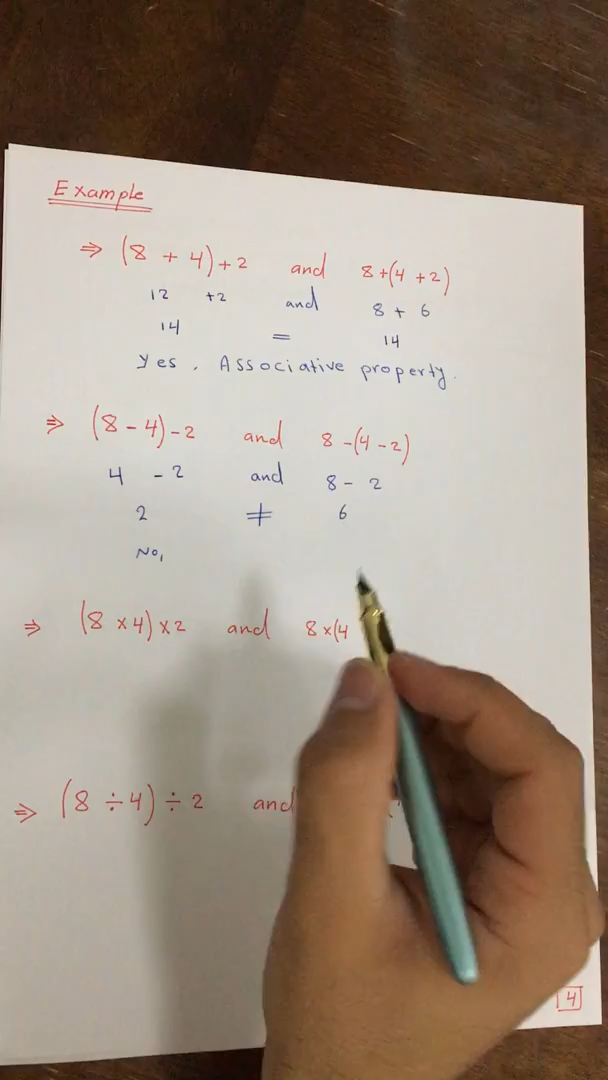 Example
⇒ (8 + 4) + 2 and 8+(4 + 2)
12 +2 and 8 + 6
14 = 14
Yes, Associative property.
⇒ (8 - 4) - 2 and 8 -(4 - 2)
4 - 2 and 8 - 2
2 ≠ 6
No,
⇒ (8 × 4) × 2 and 8 ×(4
⇒ (8 ÷ 4) ÷ 2 and
4